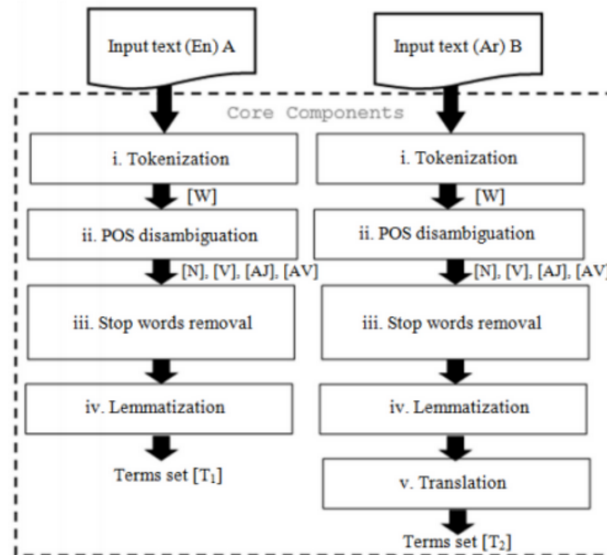 Input text (En) A
Input text (Ar) B
Core Components
i. Tokenization
i. Tokenization
[W]
[W]
ii. POS disambiguation
ii. POS disambiguation
[N], [V], [AJ], [AV]
[N], [V], [AJ], [AV]
iii. Stop words removal
iii. Stop words removal
iv. Lemmatization
iv. Lemmatization
Terms set [T₁]
v. Translation
Terms set [T₂]